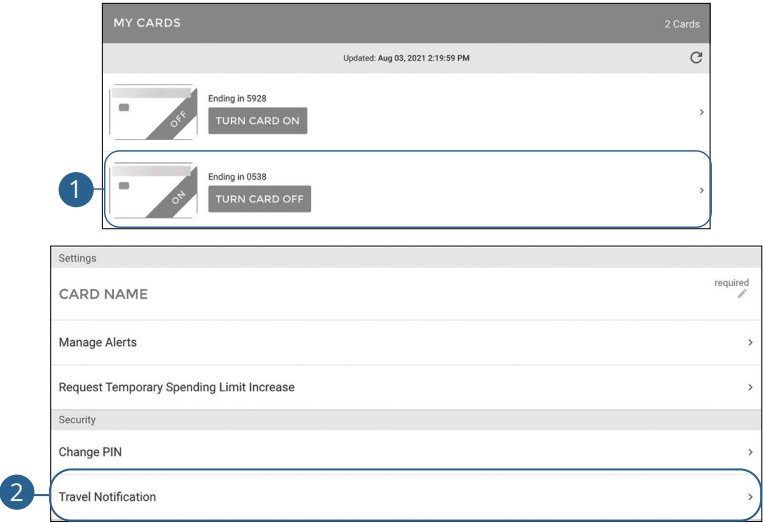 MY CARDS 2 Cards
Updated: Aug 03, 2021 2:19:59 PM
Ending in 5928
OFF TURN CARD ON
1
Ending in 0538
ON TURN CARD OFF
Settings
CARD NAME required
Manage Alerts
Request Temporary Spending Limit Increase
Security
Change PIN
2 Travel Notification